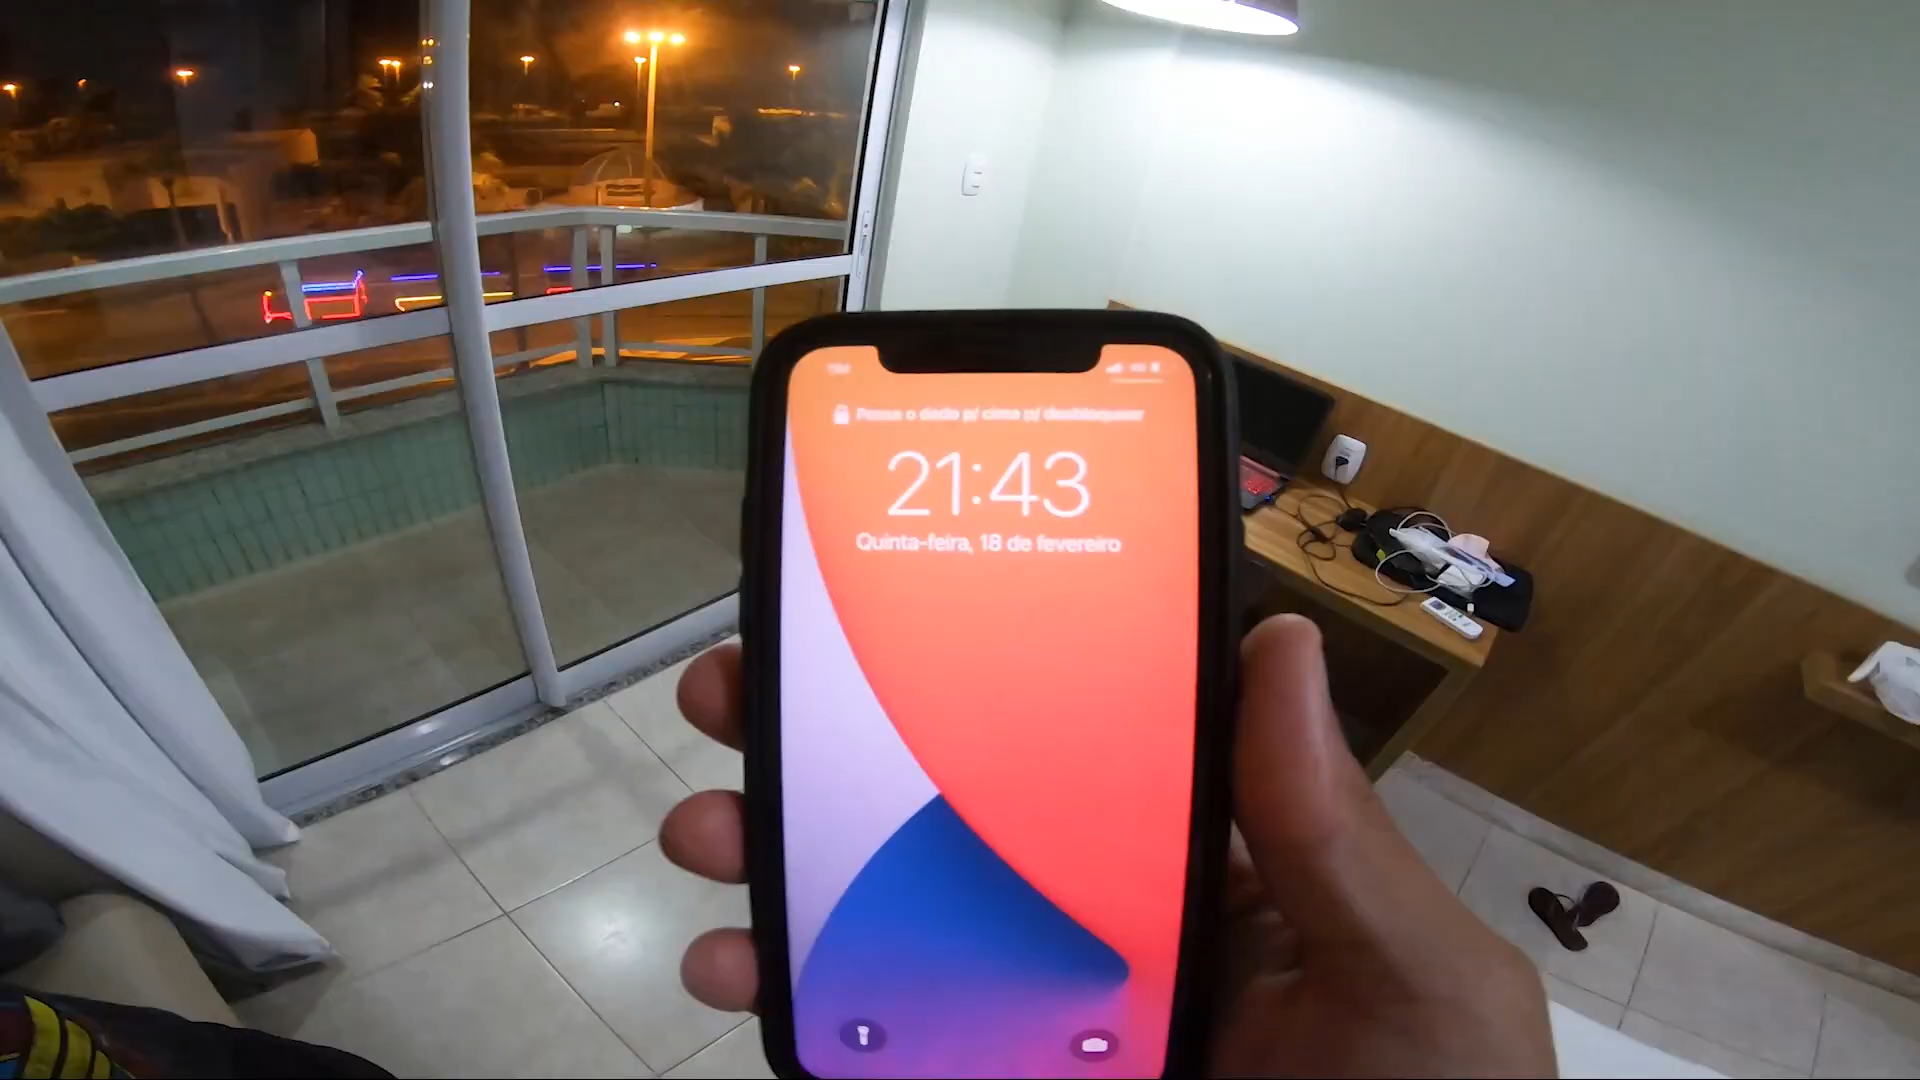 Passe o dedo p/ cima p/ desbloquear
21:43
Quinta-feira, 18 de fevereiro